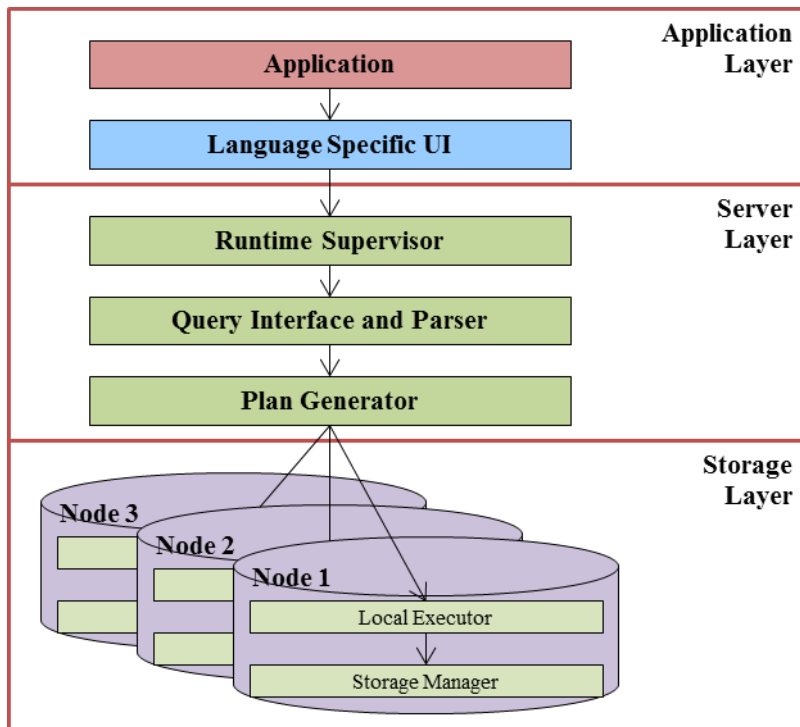 Application
Layer
Application
Language Specific UI
Server
Layer
Runtime Supervisor
Query Interface and Parser
Plan Generator
Storage
Layer
Node 3
Node 2
Node 1
Local Executor
Storage Manager